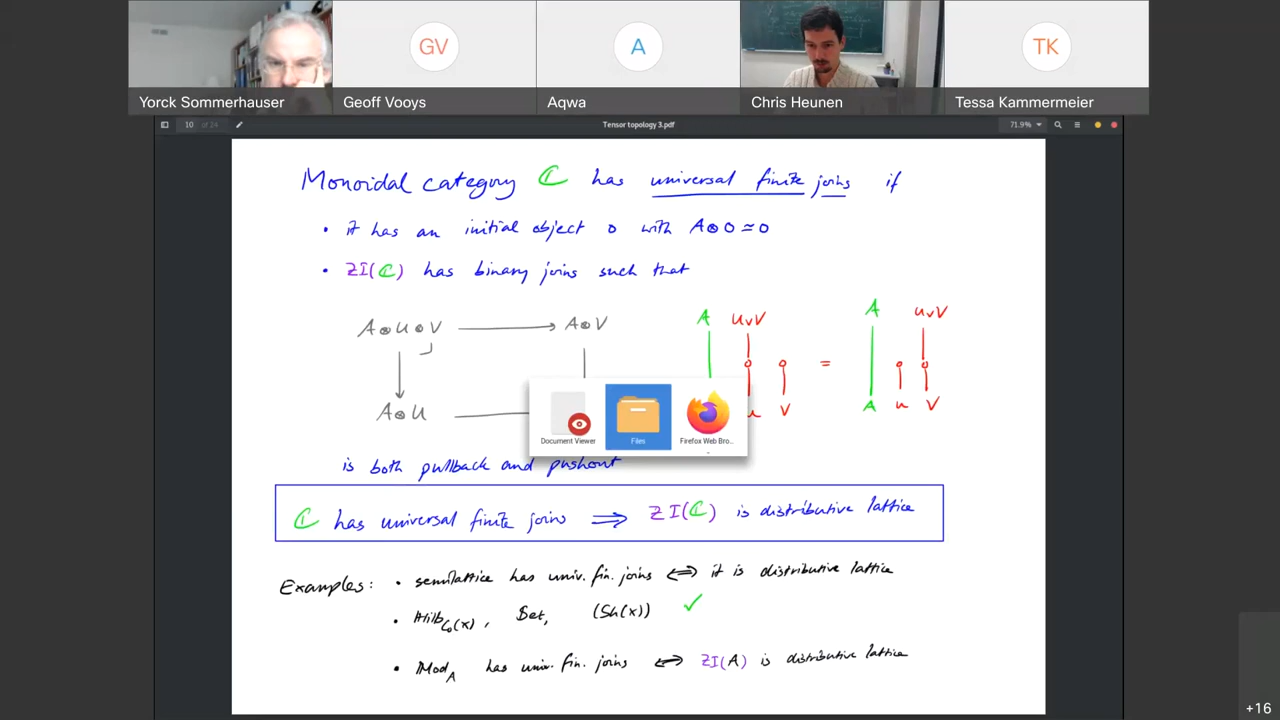 GV
A
TK
Yorck Sommerhauser
Geoff Vooys
Aqwa
Chris Heunen
Tessa Kammermeier
10 of 24
Tensor topology 3.pdf
71.9%
Monoidal category ℂ has universal finite joins if
• it has an initial object 0 with A⊗0≃0
• ZI(ℂ) has binary joins such that
A⊗U⊗V → A⊗V
A⊗U
A U∨V
A u∨V
u V
=
A u V
is both pullback and pushout
ℂ has universal finite joins ⟹ ZI(ℂ) is distributive lattice
Examples: • semilattice has univ. fin. joins ⟺ it is distributive lattice
• Hilb_C₀(X), Set, (Sh(X)) ✓
• Mod_A has univ. fin. joins ⟺ ZI(A) is distributive lattice
Document Viewer
Files
Firefox Web Bro...
+16